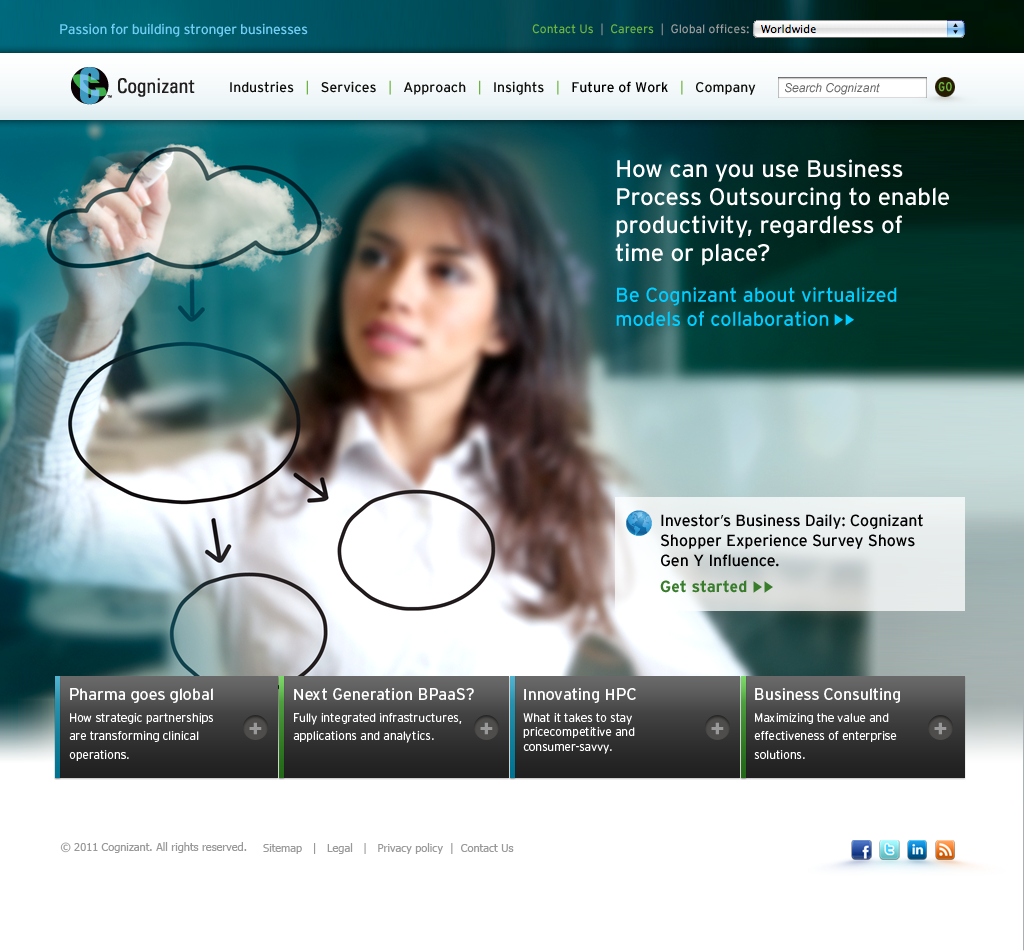 Passion for building stronger businesses
Contact Us | Careers | Global offices: Worldwide
Cognizant™
Industries | Services | Approach | Insights | Future of Work | Company
Search Cognizant
GO
How can you use Business
Process Outsourcing to enable
productivity, regardless of
time or place?
Be Cognizant about virtualized
models of collaboration
Investor's Business Daily: Cognizant
Shopper Experience Survey Shows
Gen Y Influence.
Get started
Pharma goes global
How strategic partnerships
are transforming clinical
operations.
Next Generation BPaaS?
Fully integrated infrastructures,
applications and analytics.
Innovating HPC
What it takes to stay
pricecompetitive and
consumer-savvy.
Business Consulting
Maximizing the value and
effectiveness of enterprise
solutions.
© 2011 Cognizant. All rights reserved. Sitemap | Legal | Privacy policy | Contact Us